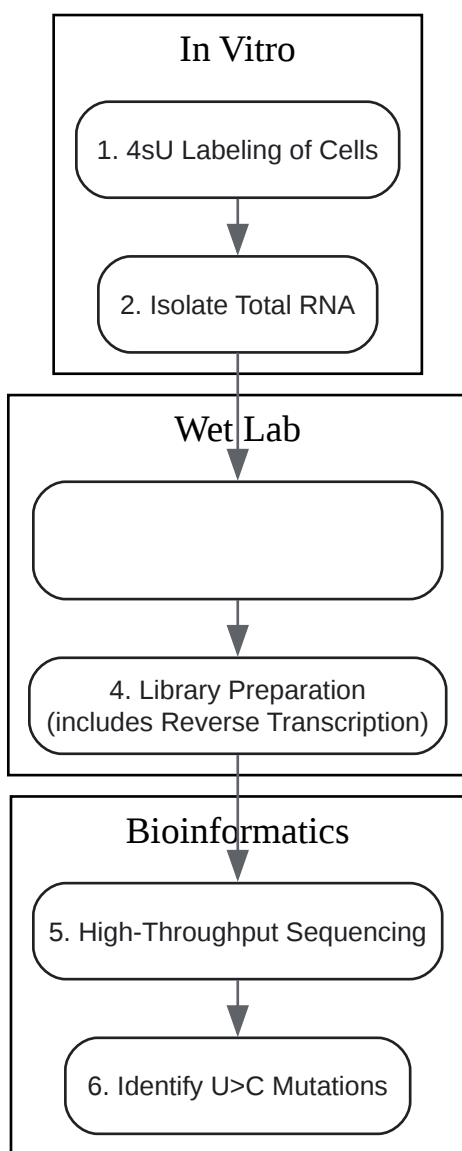 In Vitro
1. 4sU Labeling of Cells
2. Isolate Total RNA
Wet Lab
4. Library Preparation
(includes Reverse Transcription)
Bioinformatics
5. High-Throughput Sequencing
6. Identify U>C Mutations